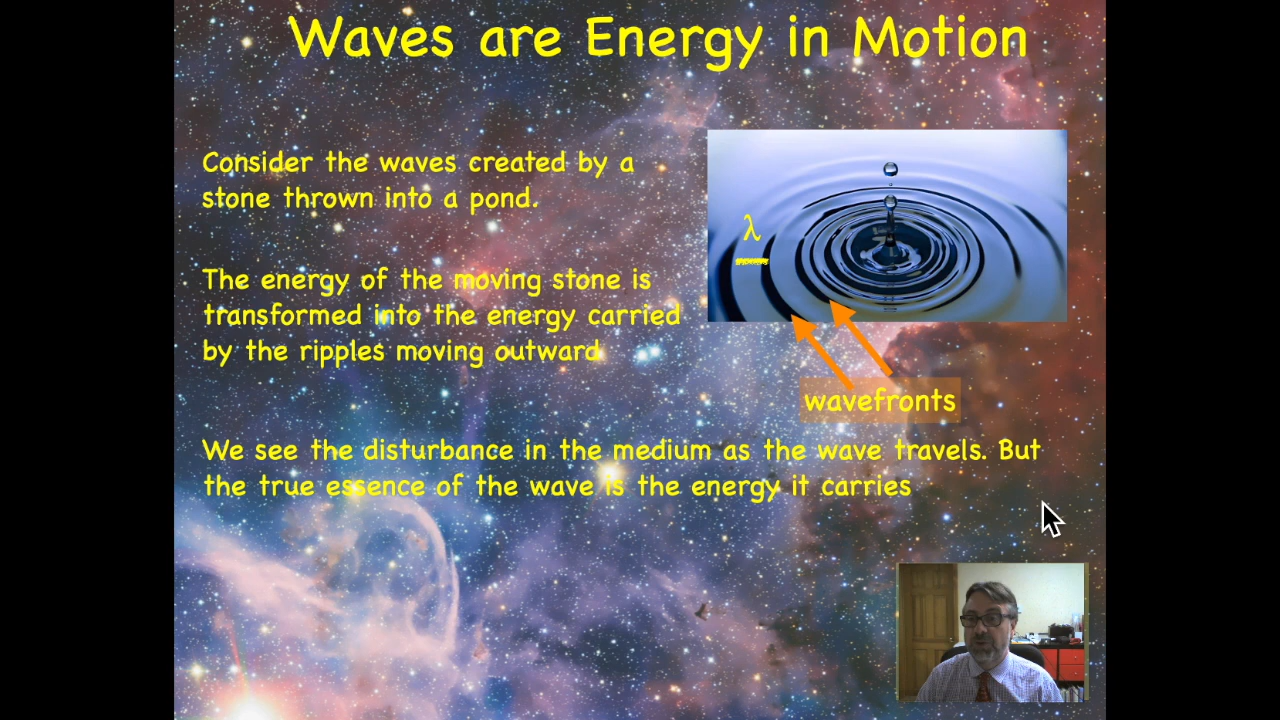 Waves are Energy in Motion
Consider the waves created by a
stone thrown into a pond.
λ
The energy of the moving stone is
transformed into the energy carried
by the ripples moving outward.
wavefronts
We see the disturbance in the medium as the wave travels. But
the true essence of the wave is the energy it carries